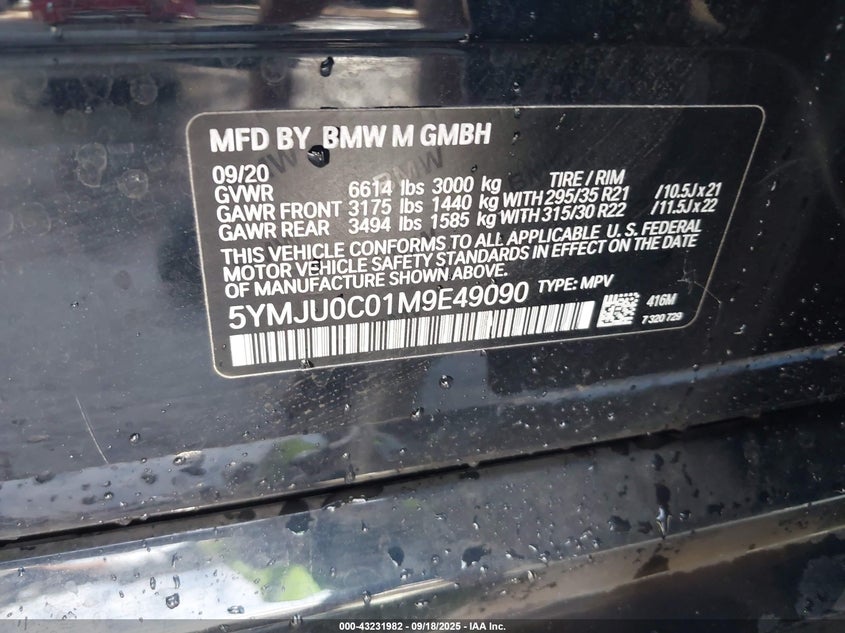 MFD BY BMW M GMBH
09/20 TIRE / RIM
GVWR 6614 lbs 3000 kg
GAWR FRONT 3175 lbs 1440 kg WITH 295/35 R21 /10.5J x 21
GAWR REAR 3494 lbs 1585 kg WITH 315/30 R22 /11.5J x 22
THIS VEHICLE CONFORMS TO ALL APPLICABLE U.S. FEDERAL
MOTOR VEHICLE SAFETY STANDARDS IN EFFECT ON THE DATE
OF MANUFACTURE SHOWN ABOVE.
5YMJU0C01M9E49090 TYPE: MPV
416M
7 320 729
000-43231982 - 09/18/2025 - IAA Inc.